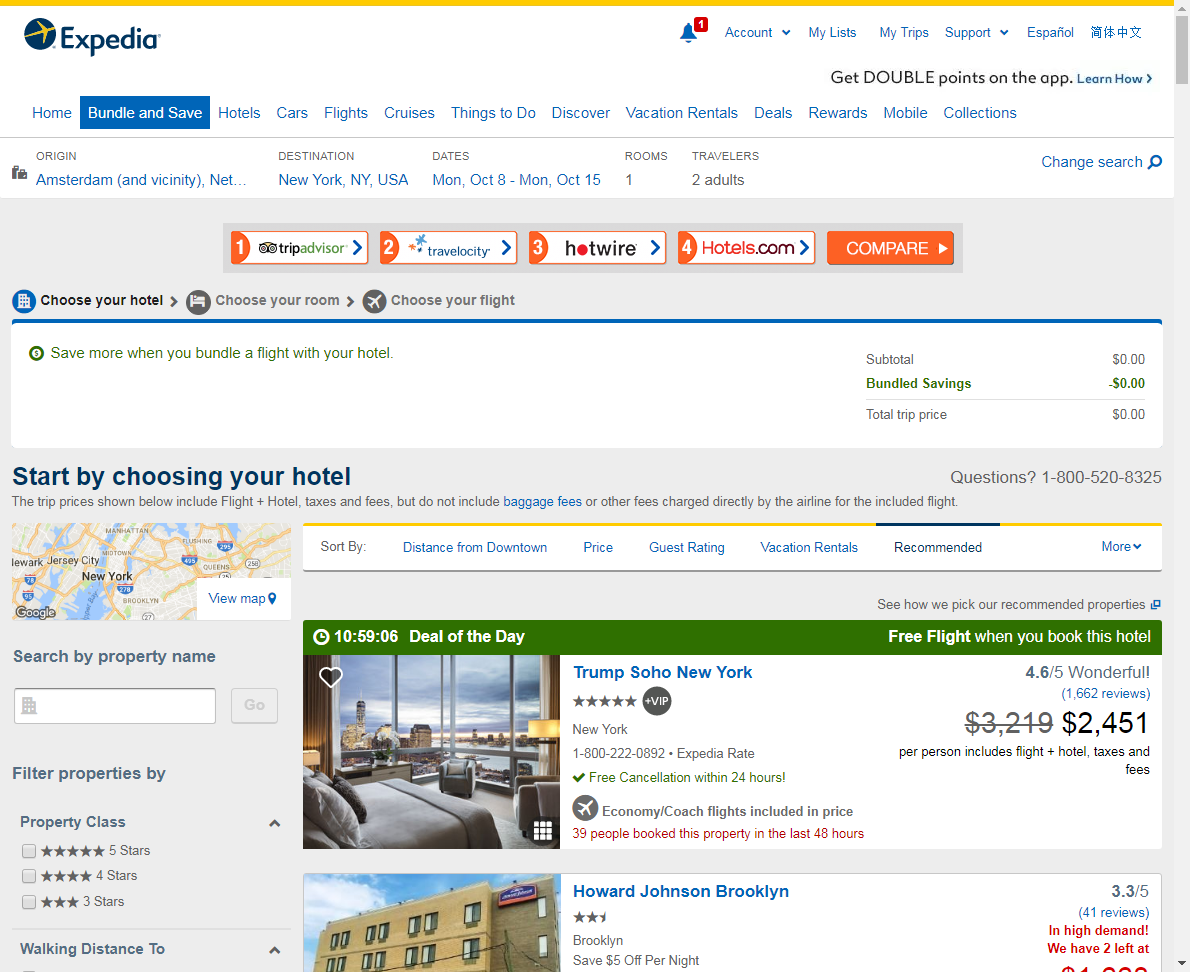 Expedia
1
Account
My Lists
My Trips
Support
Español
简体中文
Get DOUBLE points on the app. Learn How
Home
Bundle and Save
Hotels
Cars
Flights
Cruises
Things to Do
Discover
Vacation Rentals
Deals
Rewards
Mobile
Collections
ORIGIN
Amsterdam (and vicinity), Net...
DESTINATION
New York, NY, USA
DATES
Mon, Oct 8 - Mon, Oct 15
ROOMS
1
TRAVELERS
2 adults
Change search
1 tripadvisor
2 travelocity
3 hotwire
4 Hotels.com
COMPARE
Choose your hotel
Choose your room
Choose your flight
Save more when you bundle a flight with your hotel.
Subtotal $0.00
Bundled Savings -$0.00
Total trip price $0.00
Start by choosing your hotel
Questions? 1-800-520-8325
The trip prices shown below include Flight + Hotel, taxes and fees, but do not include baggage fees or other fees charged directly by the airline for the included flight.
MANHATTAN
FLUSHING
295
ewark
Jersey City
MIDTOWN
495
QUEENS
258
78
New York
278
95
BROOKLYN
27
Google
View map
Sort By:
Distance from Downtown
Price
Guest Rating
Vacation Rentals
Recommended
More
See how we pick our recommended properties
Search by property name
Go
Filter properties by
Property Class
5 Stars
4 Stars
3 Stars
Walking Distance To
10:59:06 Deal of the Day
Free Flight when you book this hotel
Trump Soho New York
+VIP
New York
1-800-222-0892 • Expedia Rate
Free Cancellation within 24 hours!
Economy/Coach flights included in price
39 people booked this property in the last 48 hours
4.6/5 Wonderful!
(1,662 reviews)
$3,219 $2,451
per person includes flight + hotel, taxes and
fees
Howard Johnson Brooklyn
Brooklyn
Save $5 Off Per Night
3.3/5
(41 reviews)
In high demand!
We have 2 left at